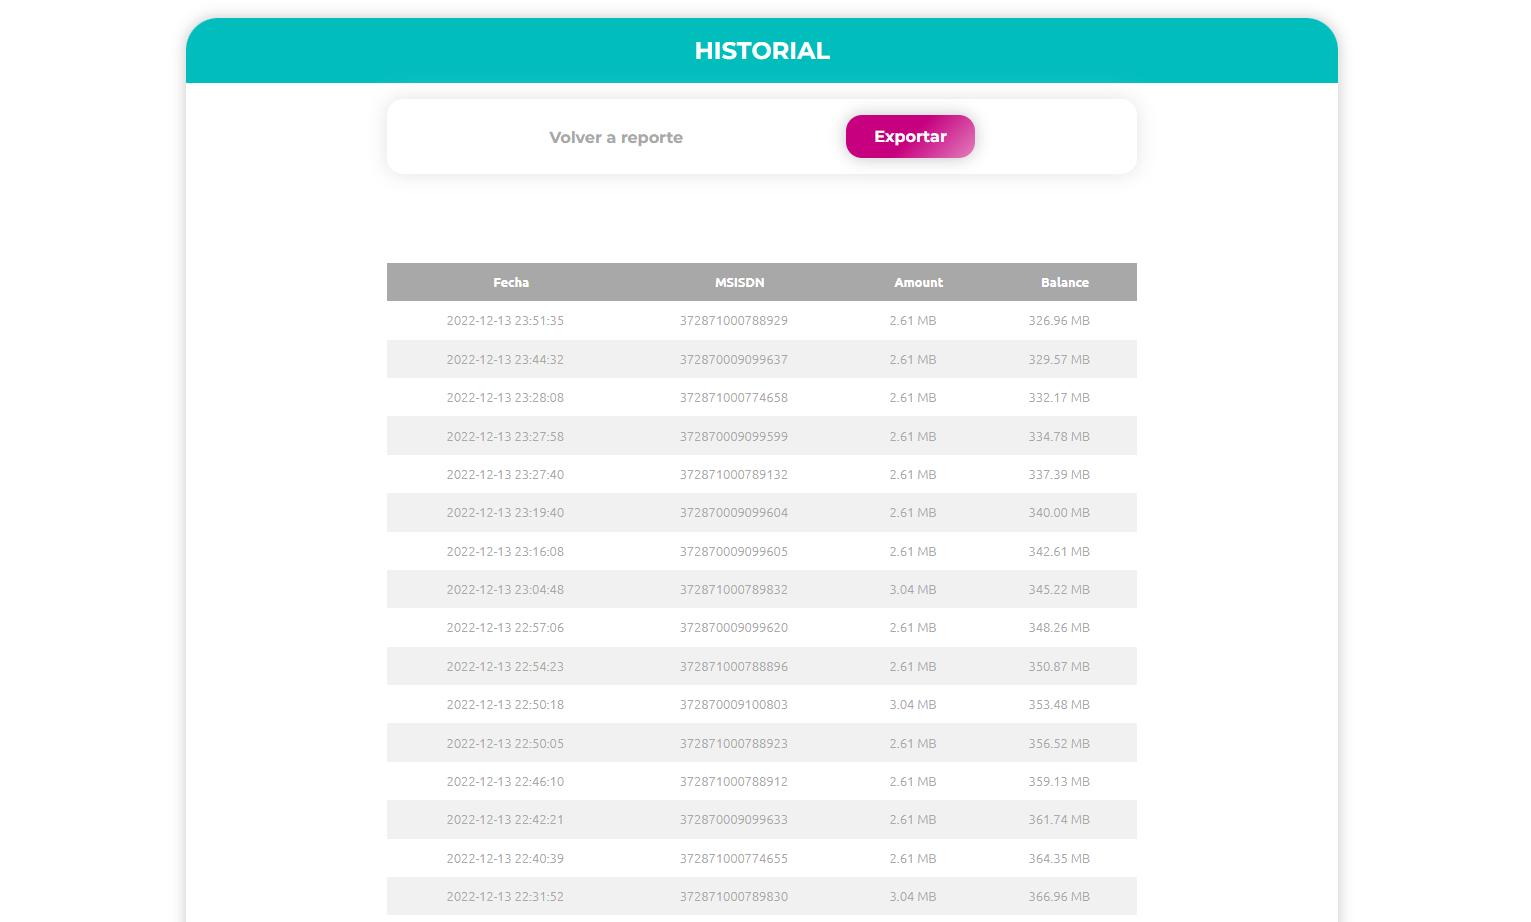 HISTORIAL
Volver a reporte Exportar
Fecha MSISDN Amount Balance
2022-12-13 23:51:35 372871000788929 2.61 MB 326.96 MB
2022-12-13 23:44:32 372870009099637 2.61 MB 329.57 MB
2022-12-13 23:28:08 372871000774658 2.61 MB 332.17 MB
2022-12-13 23:27:58 372870009099599 2.61 MB 334.78 MB
2022-12-13 23:27:40 372871000789132 2.61 MB 337.39 MB
2022-12-13 23:19:40 372870009099604 2.61 MB 340.00 MB
2022-12-13 23:16:08 372870009099605 2.61 MB 342.61 MB
2022-12-13 23:04:48 372871000789832 3.04 MB 345.22 MB
2022-12-13 22:57:06 372870009099620 2.61 MB 348.26 MB
2022-12-13 22:54:23 372871000788896 2.61 MB 350.87 MB
2022-12-13 22:50:18 372870009100803 3.04 MB 353.48 MB
2022-12-13 22:50:05 372871000788923 2.61 MB 356.52 MB
2022-12-13 22:46:10 372871000788912 2.61 MB 359.13 MB
2022-12-13 22:42:21 372870009099633 2.61 MB 361.74 MB
2022-12-13 22:40:39 372871000774655 2.61 MB 364.35 MB
2022-12-13 22:31:52 372871000789830 3.04 MB 366.96 MB